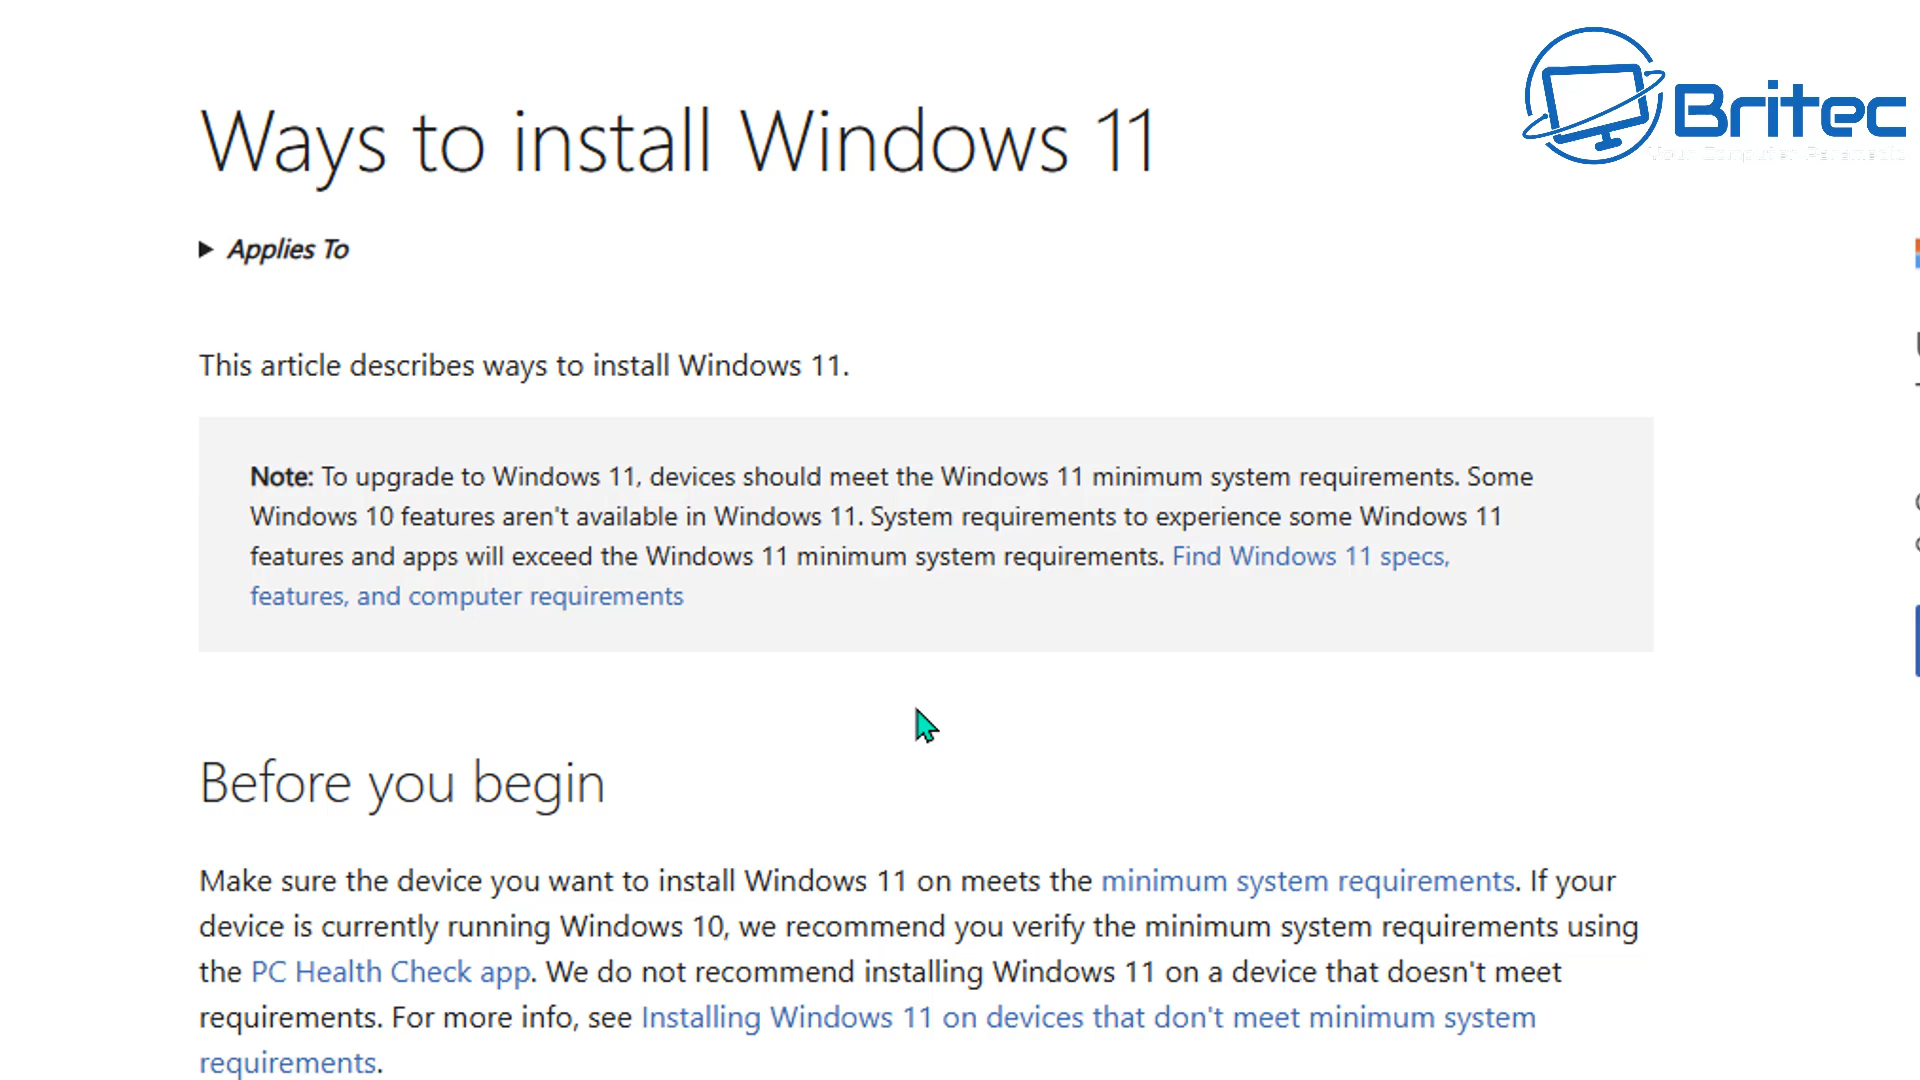 Britec
Your Computer Paramedic
Ways to install Windows 11
Applies To
This article describes ways to install Windows 11.
Note: To upgrade to Windows 11, devices should meet the Windows 11 minimum system requirements. Some
Windows 10 features aren't available in Windows 11. System requirements to experience some Windows 11
features and apps will exceed the Windows 11 minimum system requirements. Find Windows 11 specs,
features, and computer requirements
Before you begin
Make sure the device you want to install Windows 11 on meets the minimum system requirements. If your
device is currently running Windows 10, we recommend you verify the minimum system requirements using
the PC Health Check app. We do not recommend installing Windows 11 on a device that doesn't meet
requirements. For more info, see Installing Windows 11 on devices that don't meet minimum system
requirements.